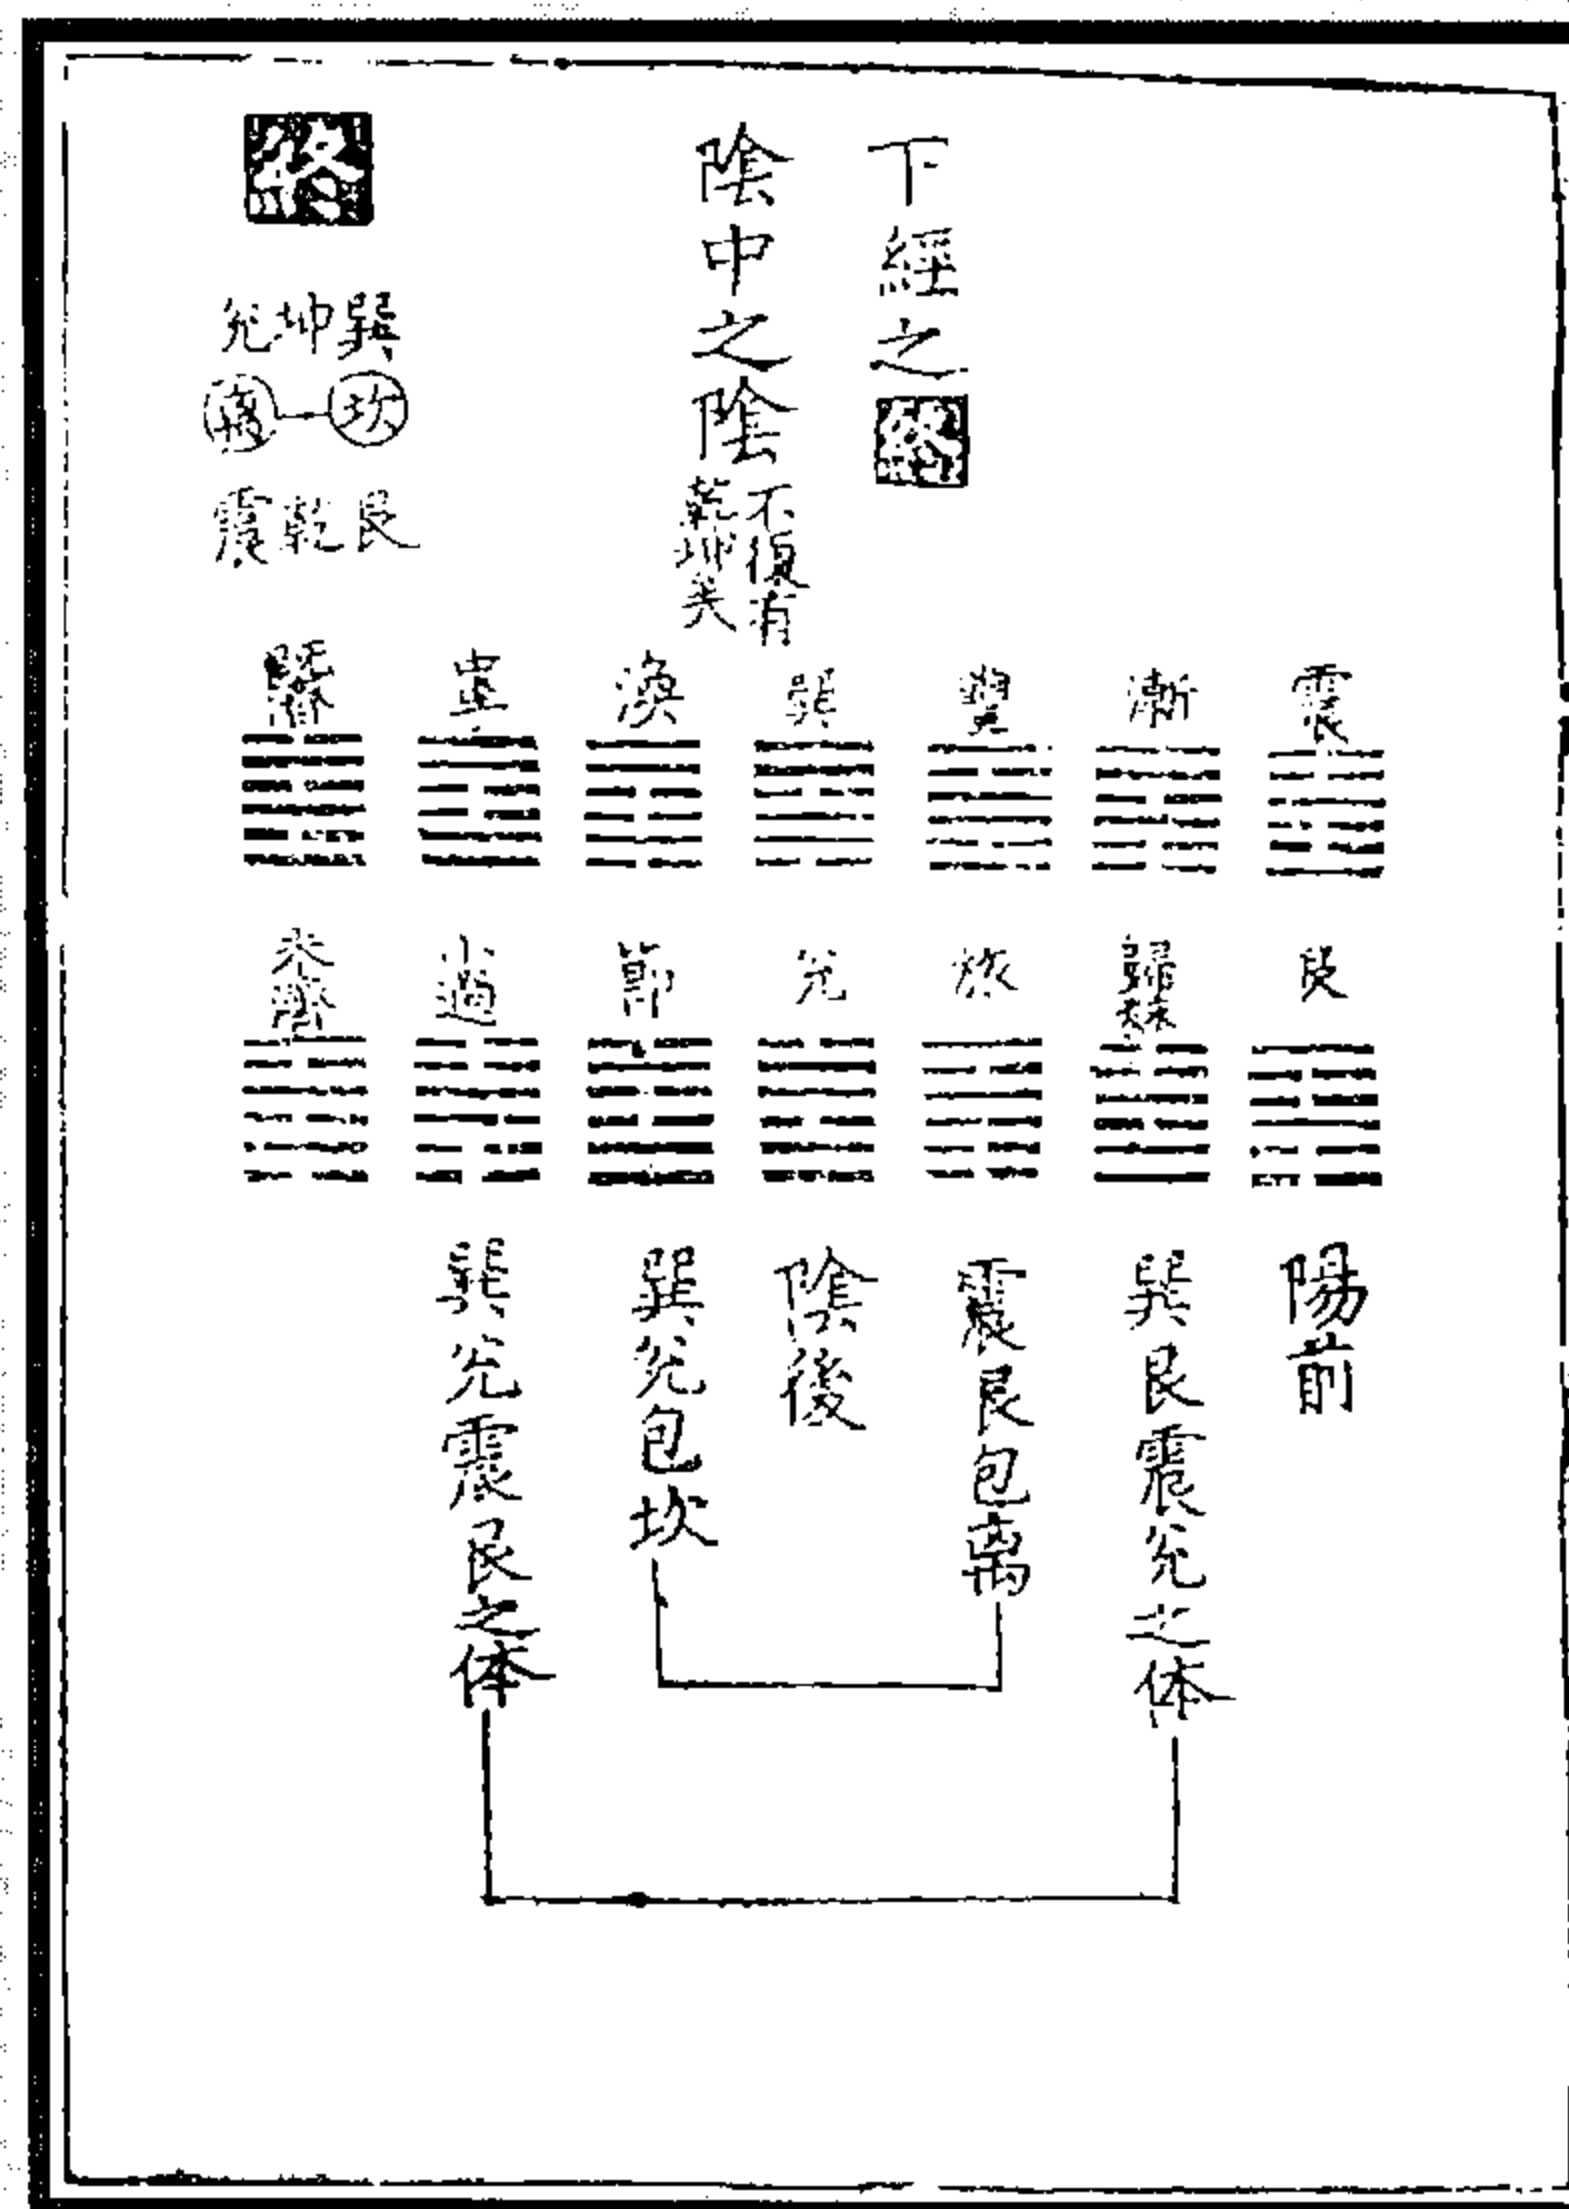 下經之終
陰中之陰
不復有
乾坤矣
終
巽坤兌
坎離
艮乾震
震
漸
豐
巽
渙
中孚
既濟
艮
歸妹
旅
兌
節
小過
未濟
陽前
巽艮震兌之体
震艮包离
陰後
巽兌包坎
巽兌震艮之体